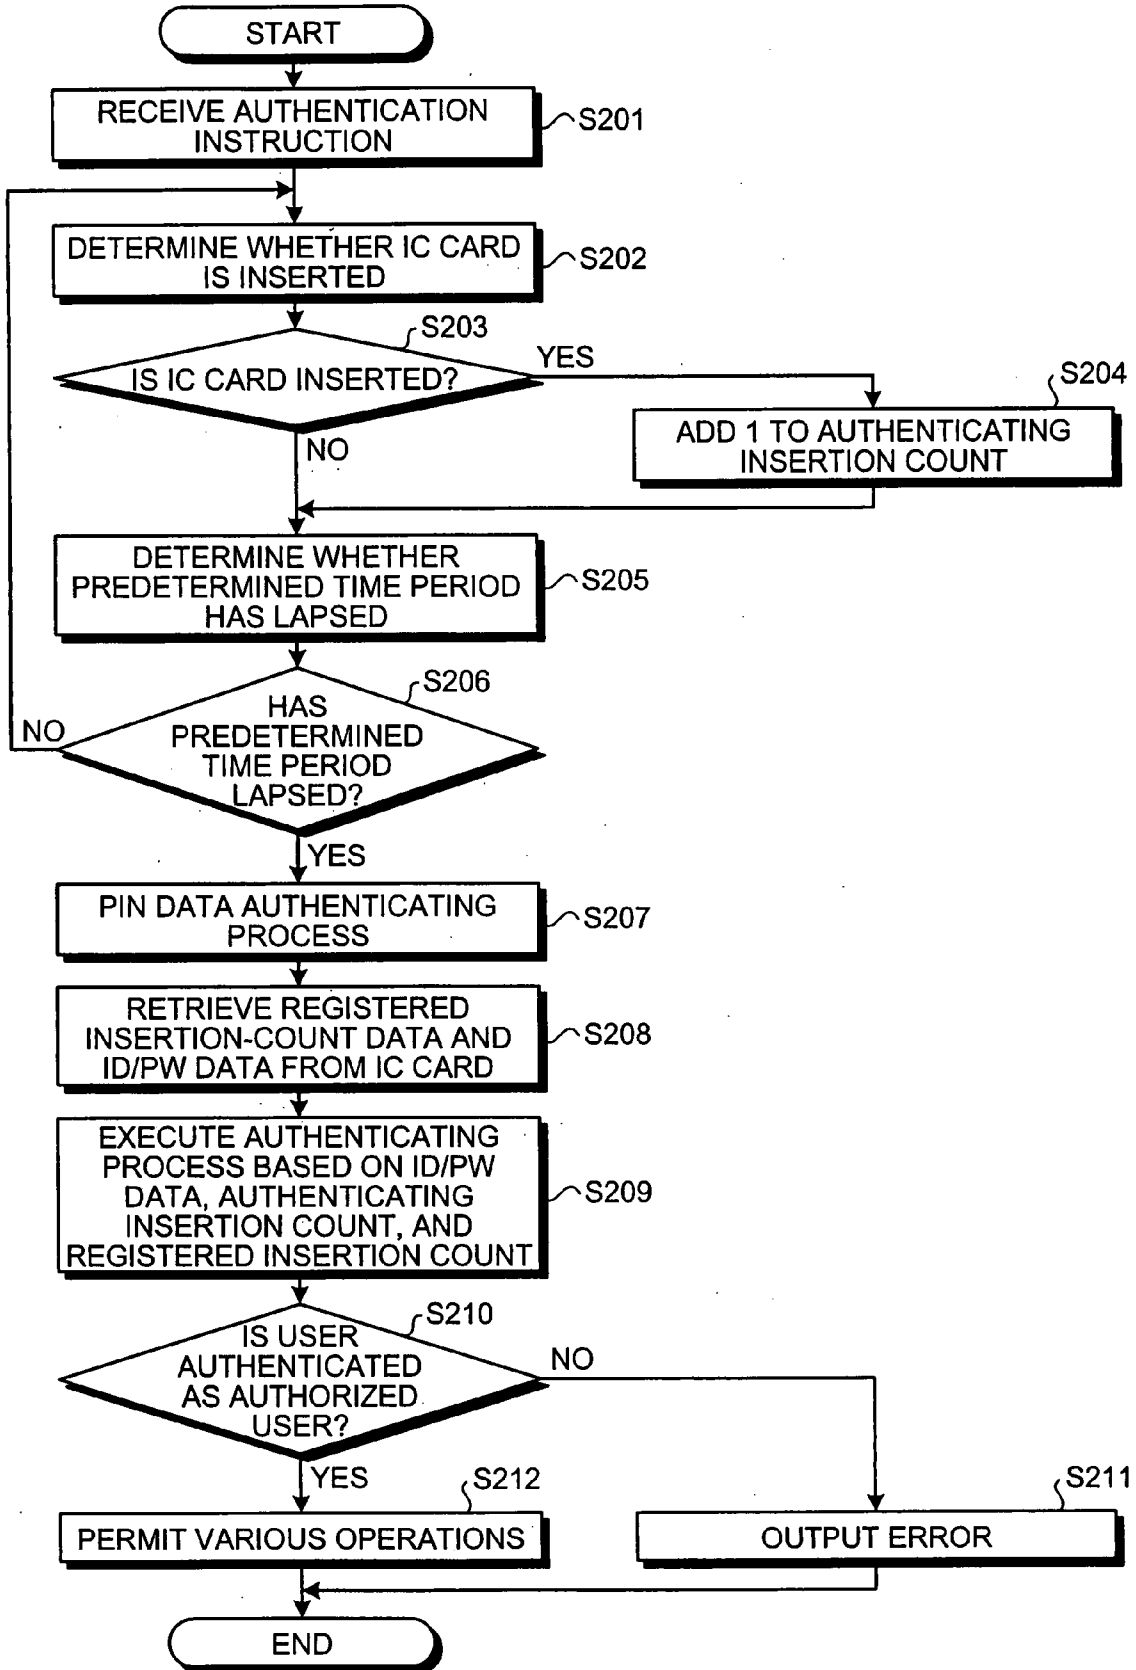 START
RECEIVE AUTHENTICATION
INSTRUCTION
S201
DETERMINE WHETHER IC CARD
IS INSERTED
S202
S203
IS IC CARD INSERTED?
YES
NO
S204
ADD 1 TO AUTHENTICATING
INSERTION COUNT
DETERMINE WHETHER
PREDETERMINED TIME PERIOD
HAS LAPSED
S205
S206
HAS
PREDETERMINED
TIME PERIOD
LAPSED?
NO
YES
PIN DATA AUTHENTICATING
PROCESS
S207
RETRIEVE REGISTERED
INSERTION-COUNT DATA AND
ID/PW DATA FROM IC CARD
S208
EXECUTE AUTHENTICATING
PROCESS BASED ON ID/PW
DATA, AUTHENTICATING
INSERTION COUNT, AND
REGISTERED INSERTION COUNT
S209
S210
IS USER
AUTHENTICATED
AS AUTHORIZED
USER?
NO
YES
S212
PERMIT VARIOUS OPERATIONS
S211
OUTPUT ERROR
END